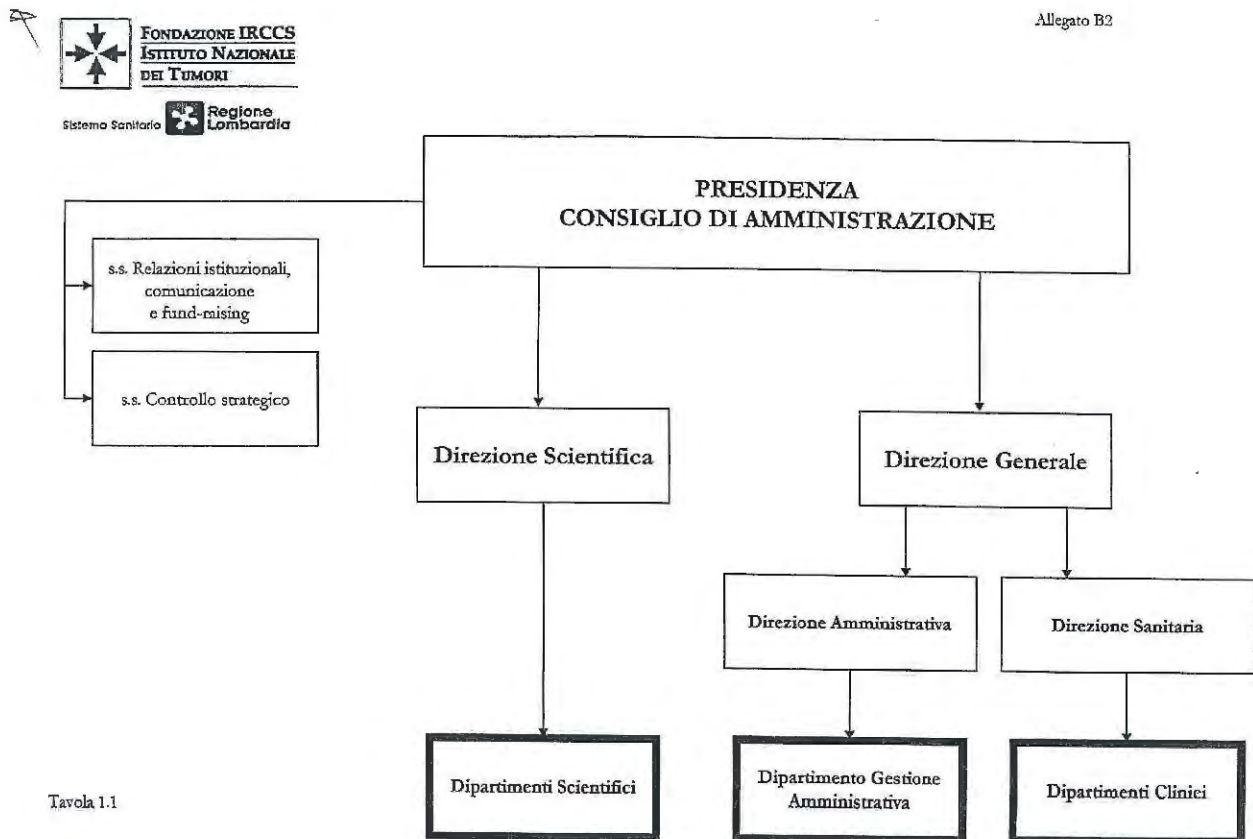 Allegato B2
FONDAZIONE IRCCS
ISTITUTO NAZIONALE
DEI TUMORI
Sistema Sanitario
Regione
Lombardia
PRESIDENZA
CONSIGLIO DI AMMINISTRAZIONE
s.s. Relazioni istituzionali,
comunicazione
e fund-mising
s.s. Controllo strategico
Direzione Scientifica
Direzione Generale
Direzione Amministrativa
Direzione Sanitaria
Dipartimenti Scientifici
Dipartimento Gestione
Amministrativa
Dipartimenti Clinici
Tavola 1.1